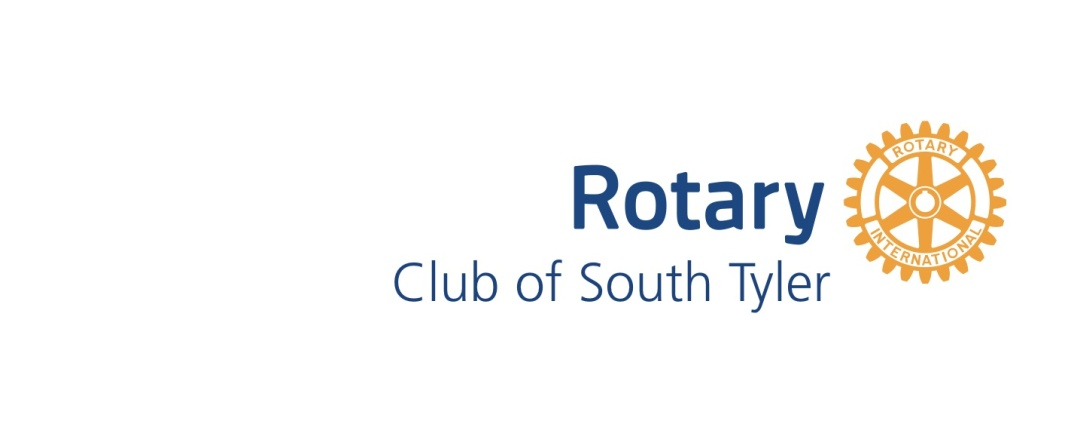 Rotary
Club of South Tyler
ROTARY
INTERNATIONAL